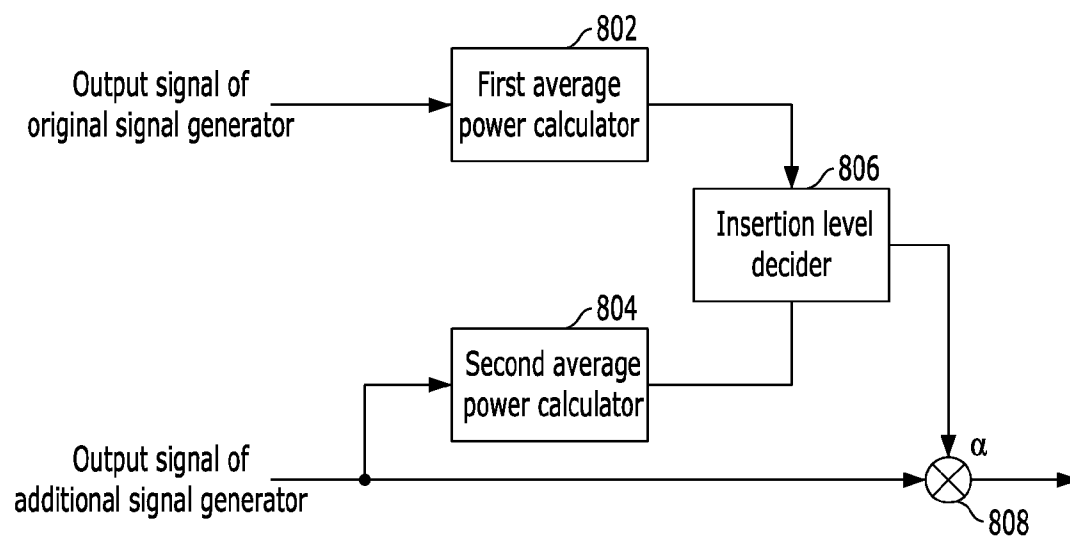 802
Output signal of
original signal generator
First average
power calculator
806
Insertion level
decider
804
Second average
power calculator
Output signal of
additional signal generator
α
808